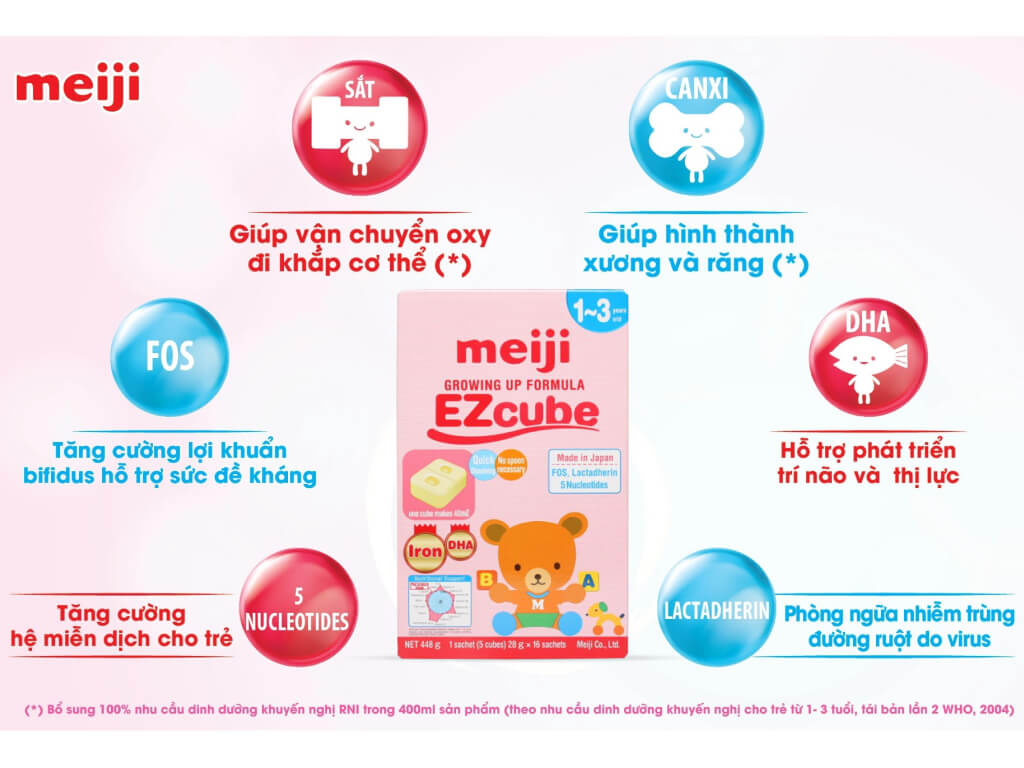 meiji
SẮT
CANXI
Giúp vận chuyển oxy
đi khắp cơ thể (*)
Giúp hình thành
xương và răng (*)
FOS
DHA
Tăng cường lợi khuẩn
bifidus hỗ trợ sức đề kháng
Hỗ trợ phát triển
trí não và thị lực
1~3 years old
meiji
GROWING UP FORMULA
EZcube
Quick
No spoon
necessary
Made in Japan
FOS, Lactadherin
5 Nucleotides
one cube makes 40ml
Iron
DHA
Nutritional Support
B
A
M
NET 448 g 1 sachet (5 cubes) 28 g × 16 sachets Meiji Co., Ltd.
5
NUCLEOTIDES
Tăng cường
hệ miễn dịch cho trẻ
LACTADHERIN
Phòng ngừa nhiễm trùng
đường ruột do virus
(*) Bổ sung 100% nhu cầu dinh dưỡng khuyến nghị RNI trong 400ml sản phẩm (theo nhu cầu dinh dưỡng khuyến nghị cho trẻ từ 1- 3 tuổi, tái bản lần 2 WHO, 2004)